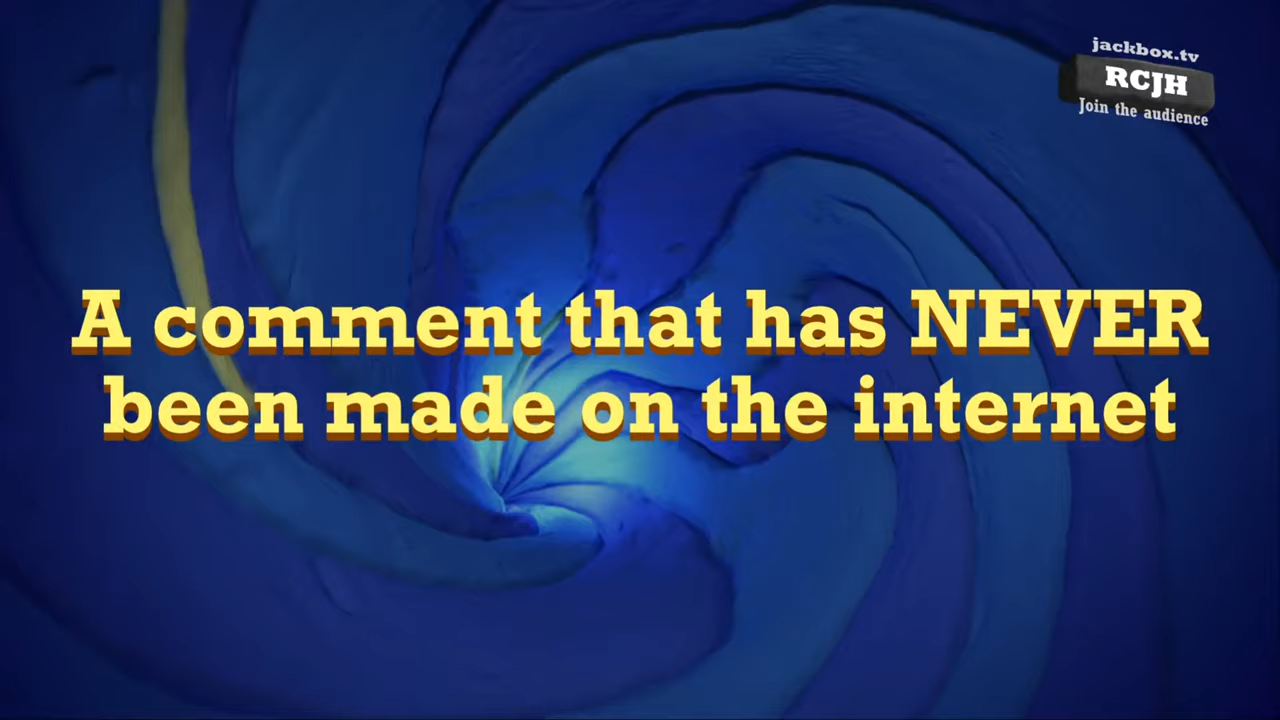 jackbox.tv
RCJH
Join the audience
A comment that has NEVER
been made on the internet